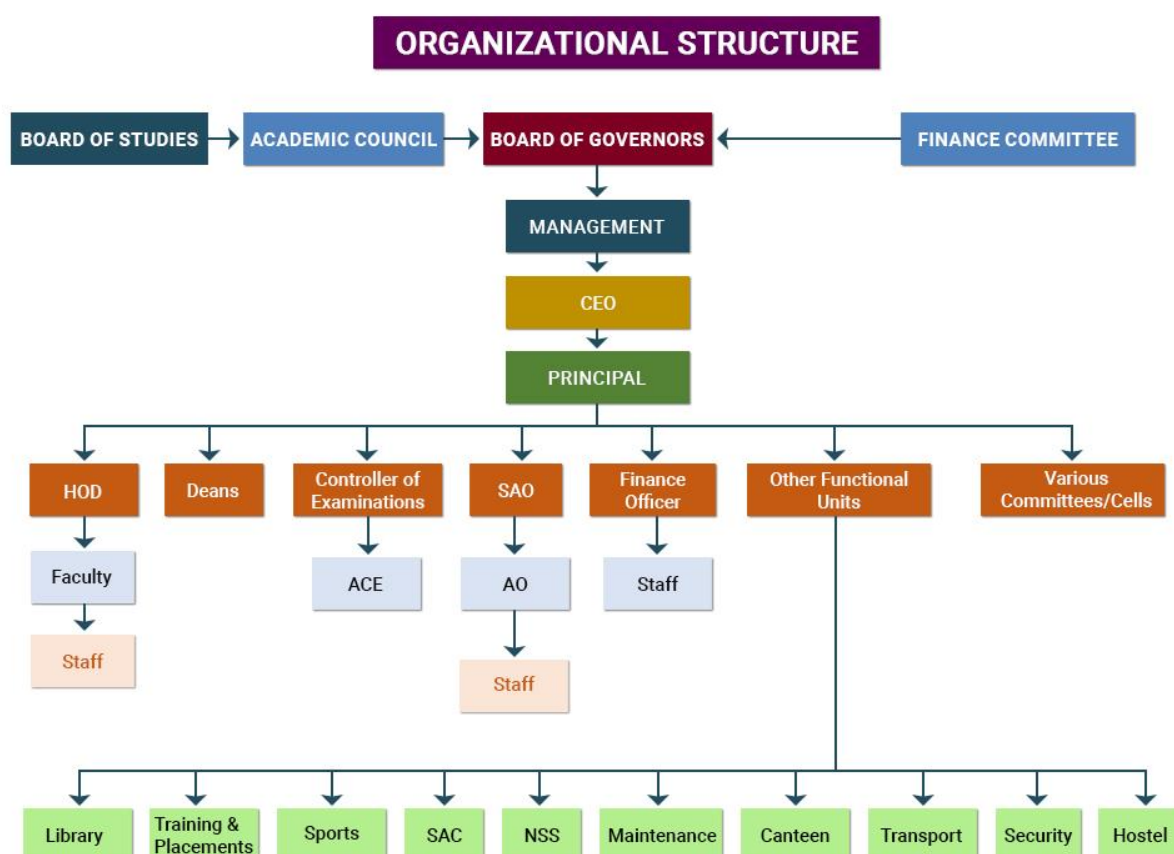 ORGANIZATIONAL STRUCTURE
BOARD OF STUDIES
ACADEMIC COUNCIL
BOARD OF GOVERNORS
FINANCE COMMITTEE
MANAGEMENT
CEO
PRINCIPAL
HOD
Deans
Controller of
Examinations
SAO
Finance
Officer
Other Functional
Units
Various
Committees/Cells
Faculty
ACE
AO
Staff
Staff
Staff
Library
Training &
Placements
Sports
SAC
NSS
Maintenance
Canteen
Transport
Security
Hostel